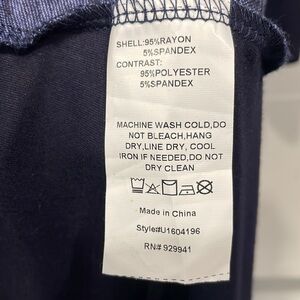 SHELL:95%RAYON
5%SPANDEX
CONTRAST:
95%POLYESTER
5%SPANDEX
MACHINE WASH COLD,DO
NOT BLEACH,HANG
DRY,LINE DRY, COOL
IRON IF NEEDED,DO NOT
DRY CLEAN
Made in China
Style#U1604196
RN# 929941